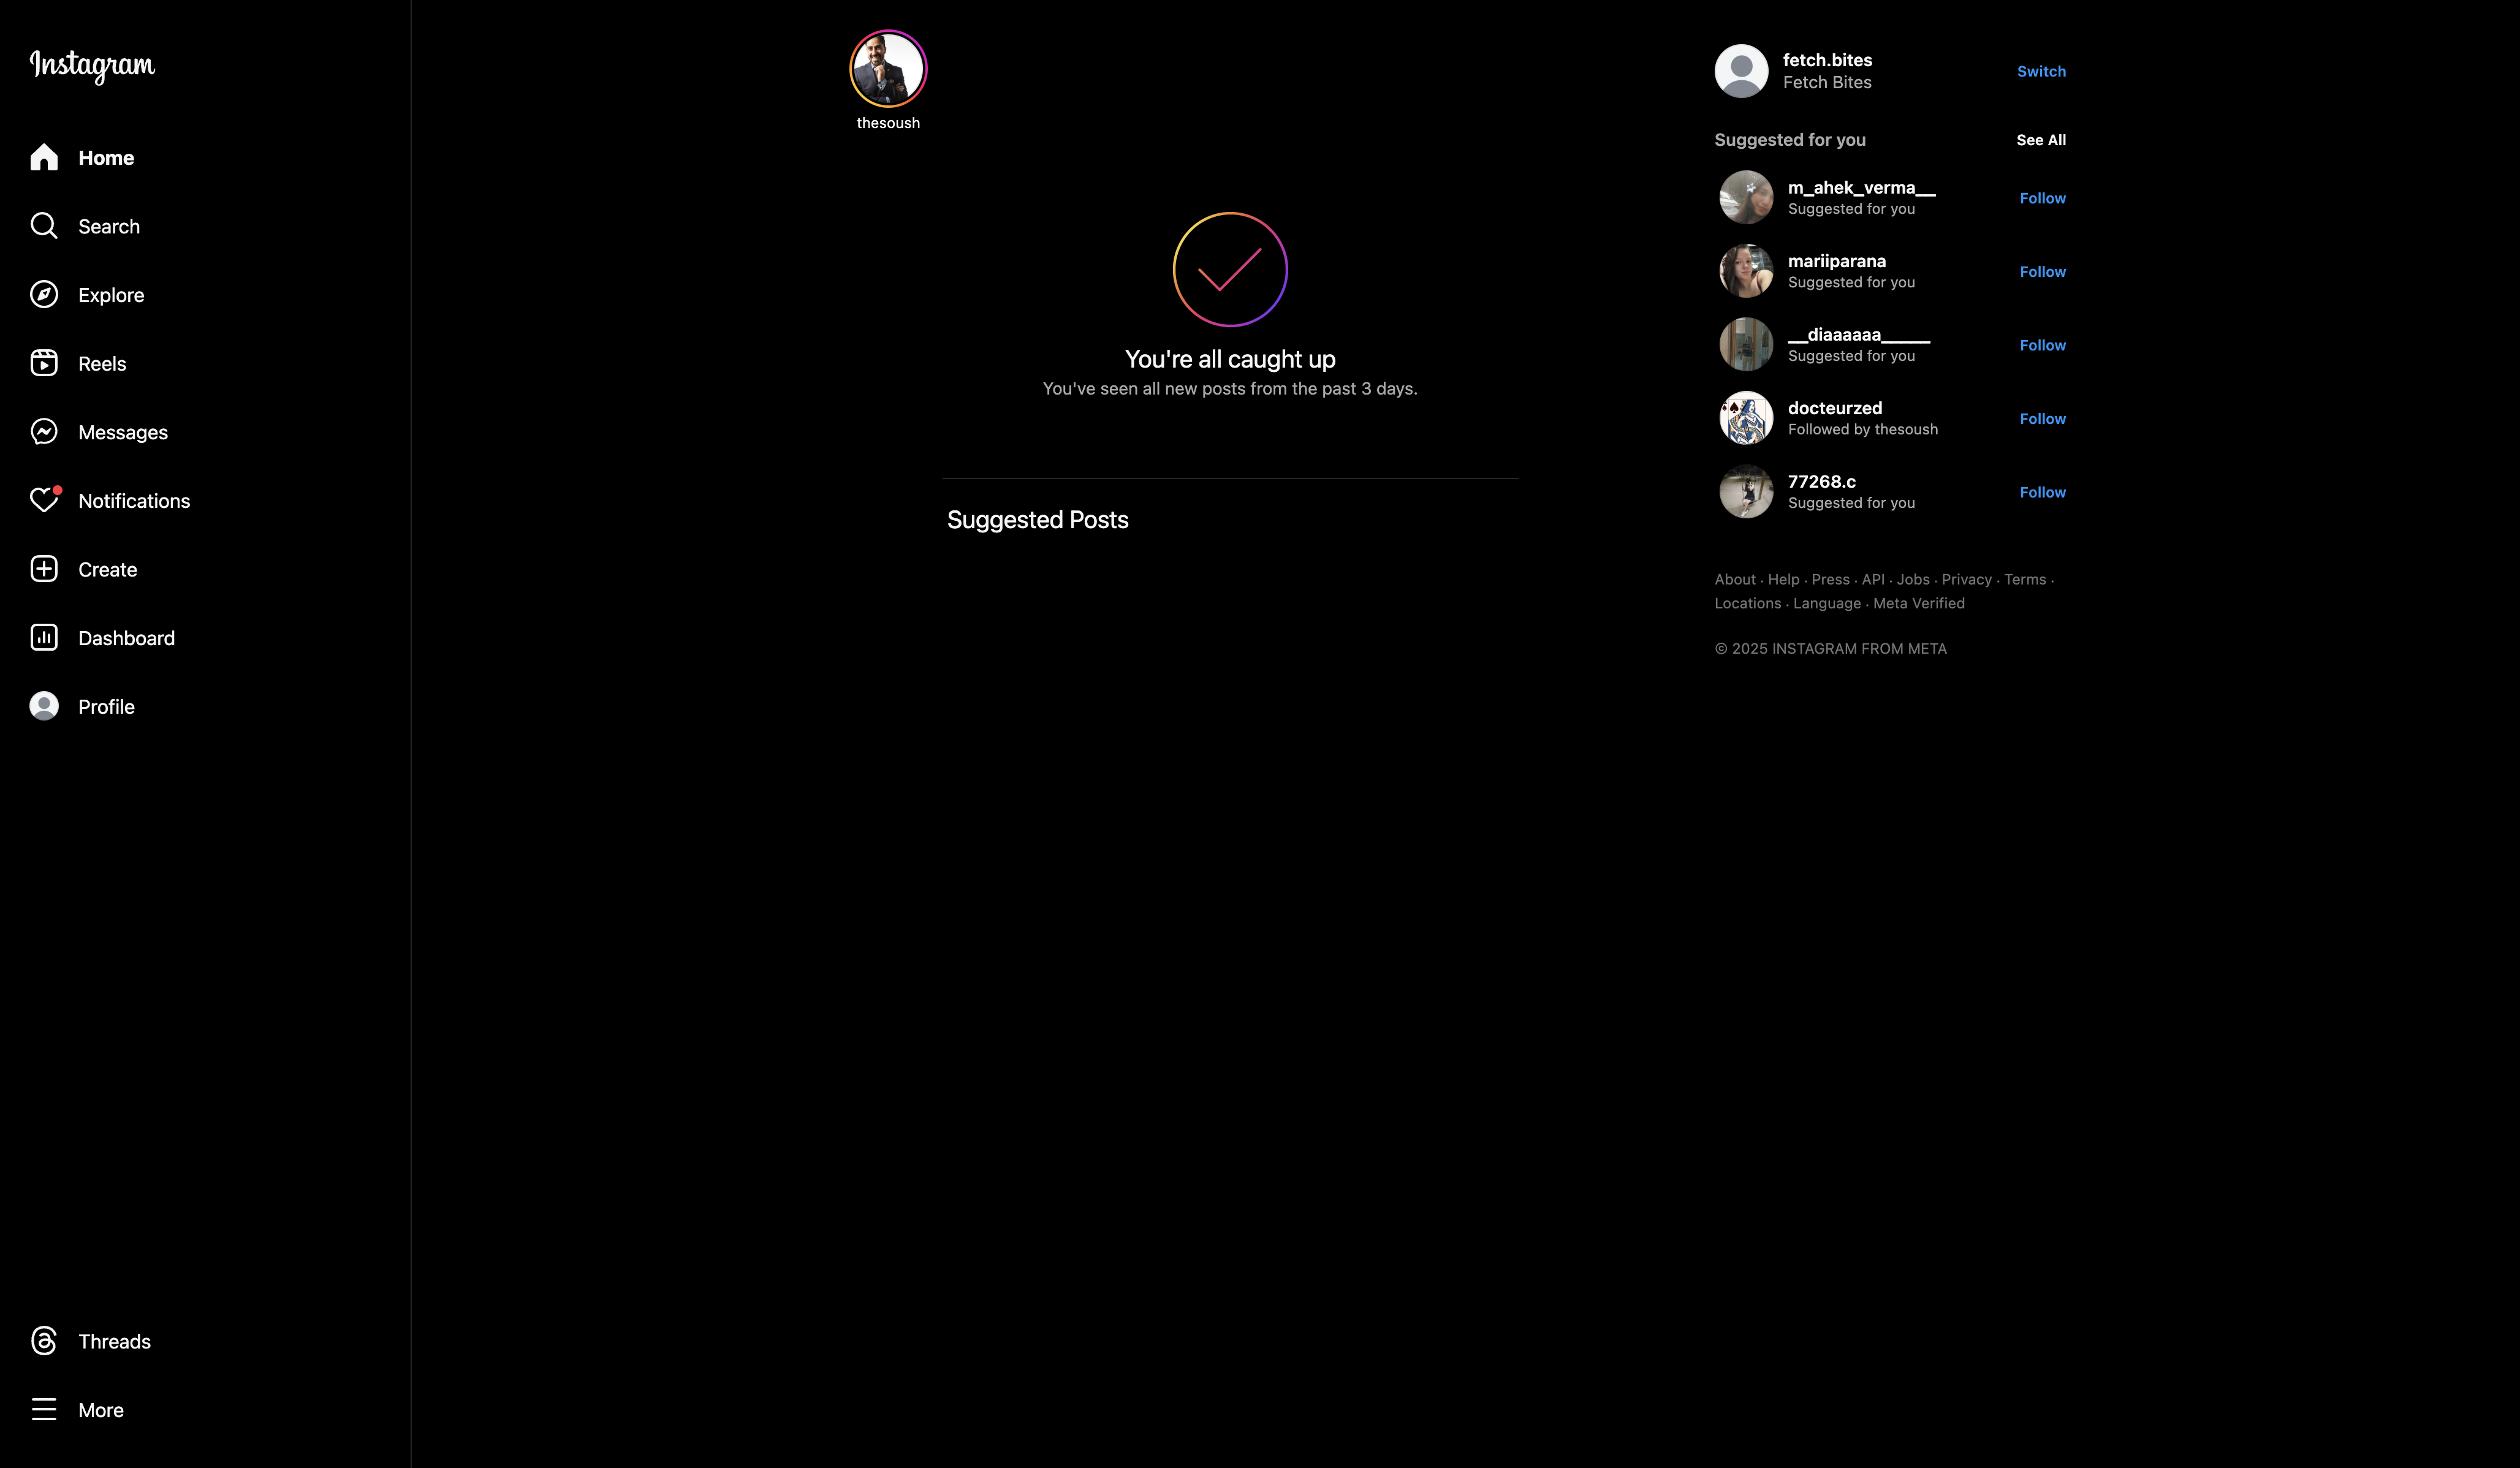 Instagram
Home
Search
Explore
Reels
Messages
Notifications
Create
Dashboard
Profile
Threads
More
thesoush
You're all caught up
You've seen all new posts from the past 3 days.
Suggested Posts
fetch.bites
Fetch Bites
Switch
Suggested for you
See All
m_ahek_verma__
Suggested for you
Follow
mariiparana
Suggested for you
Follow
__diaaaaaa_____
Suggested for you
Follow
docteurzed
Followed by thesoush
Follow
77268.c
Suggested for you
Follow
About · Help · Press · API · Jobs · Privacy · Terms ·
Locations · Language · Meta Verified
© 2025 INSTAGRAM FROM META